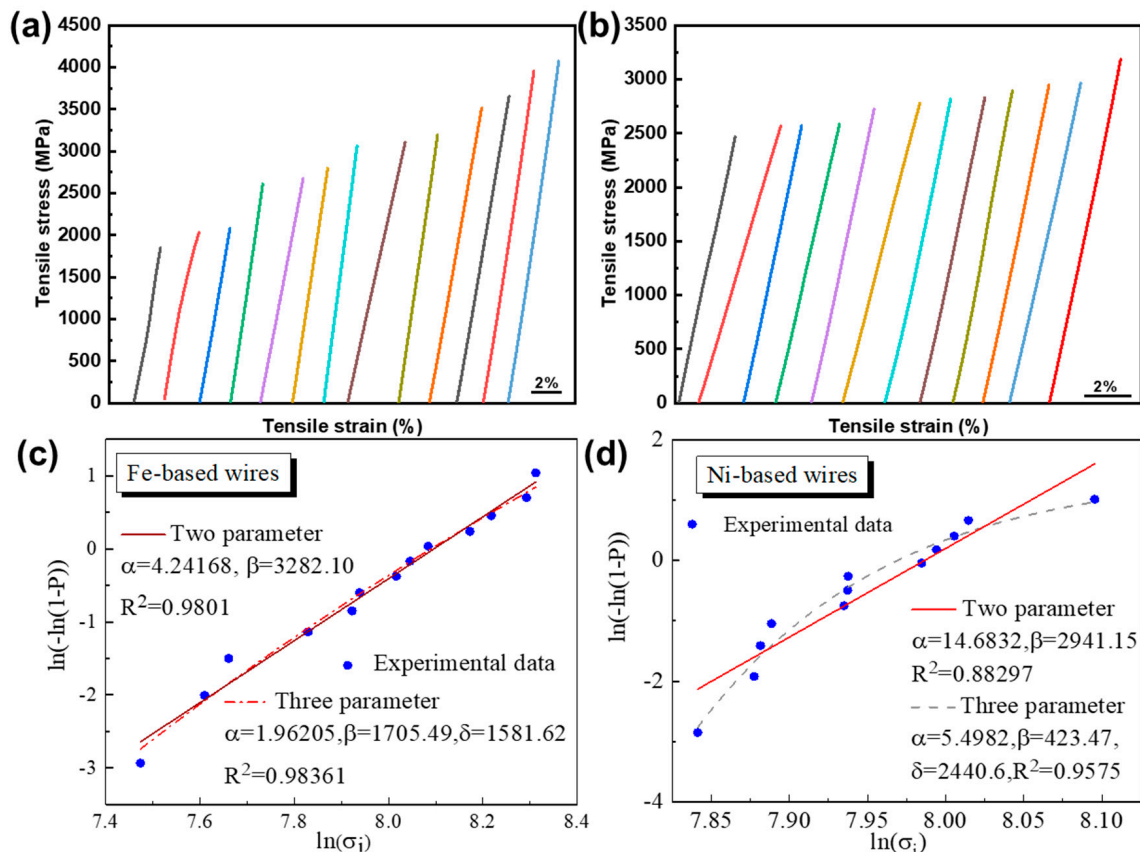 (a)
4500
4000
3500
3000
2500
2000
1500
1000
500
0
Tensile stress (MPa)
2%
Tensile strain (%)
(b)
3500
3000
2500
2000
1500
1000
500
0
Tensile stress (MPa)
2%
Tensile strain (%)
(c)
Fe-based wires
Two parameter
α=4.24168, β=3282.10
R²=0.9801
Experimental data
Three parameter
α=1.96205,β=1705.49,δ=1581.62
R²=0.98361
1
0
-1
-2
-3
ln(-ln(1-P))
7.4 7.6 7.8 8.0 8.2 8.4
ln(σi)
(d)
Ni-based wires
Experimental data
Two parameter
α=14.6832,β=2941.15
R²=0.88297
Three parameter
α=5.4982,β=423.47,
δ=2440.6,R²=0.9575
2
0
-2
-4
ln(-ln(1-P))
7.85 7.90 7.95 8.00 8.05 8.10
ln(σi)